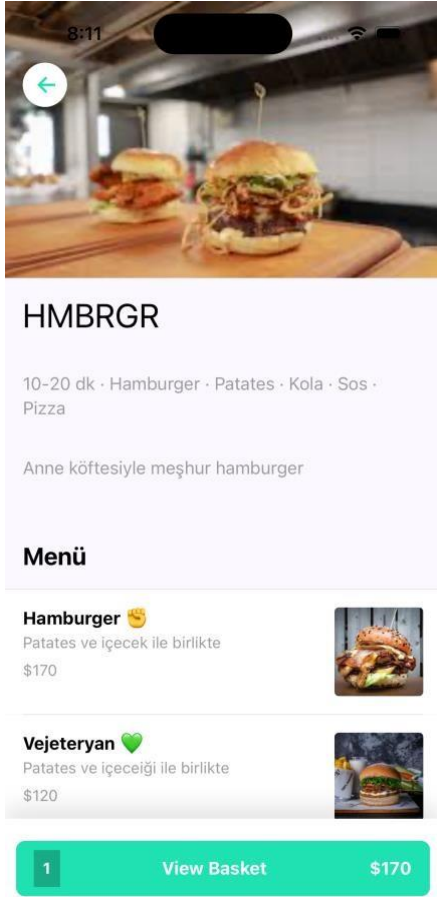 8:11
HMBRGR
10-20 dk · Hamburger · Patates · Kola · Sos ·
Pizza
Anne köftesiyle meşhur hamburger
Menü
Hamburger ✊
Patates ve içecek ile birlikte
$170
Vejeteryan 💚
Patates ve içeceiği ile birlikte
$120
1 View Basket $170